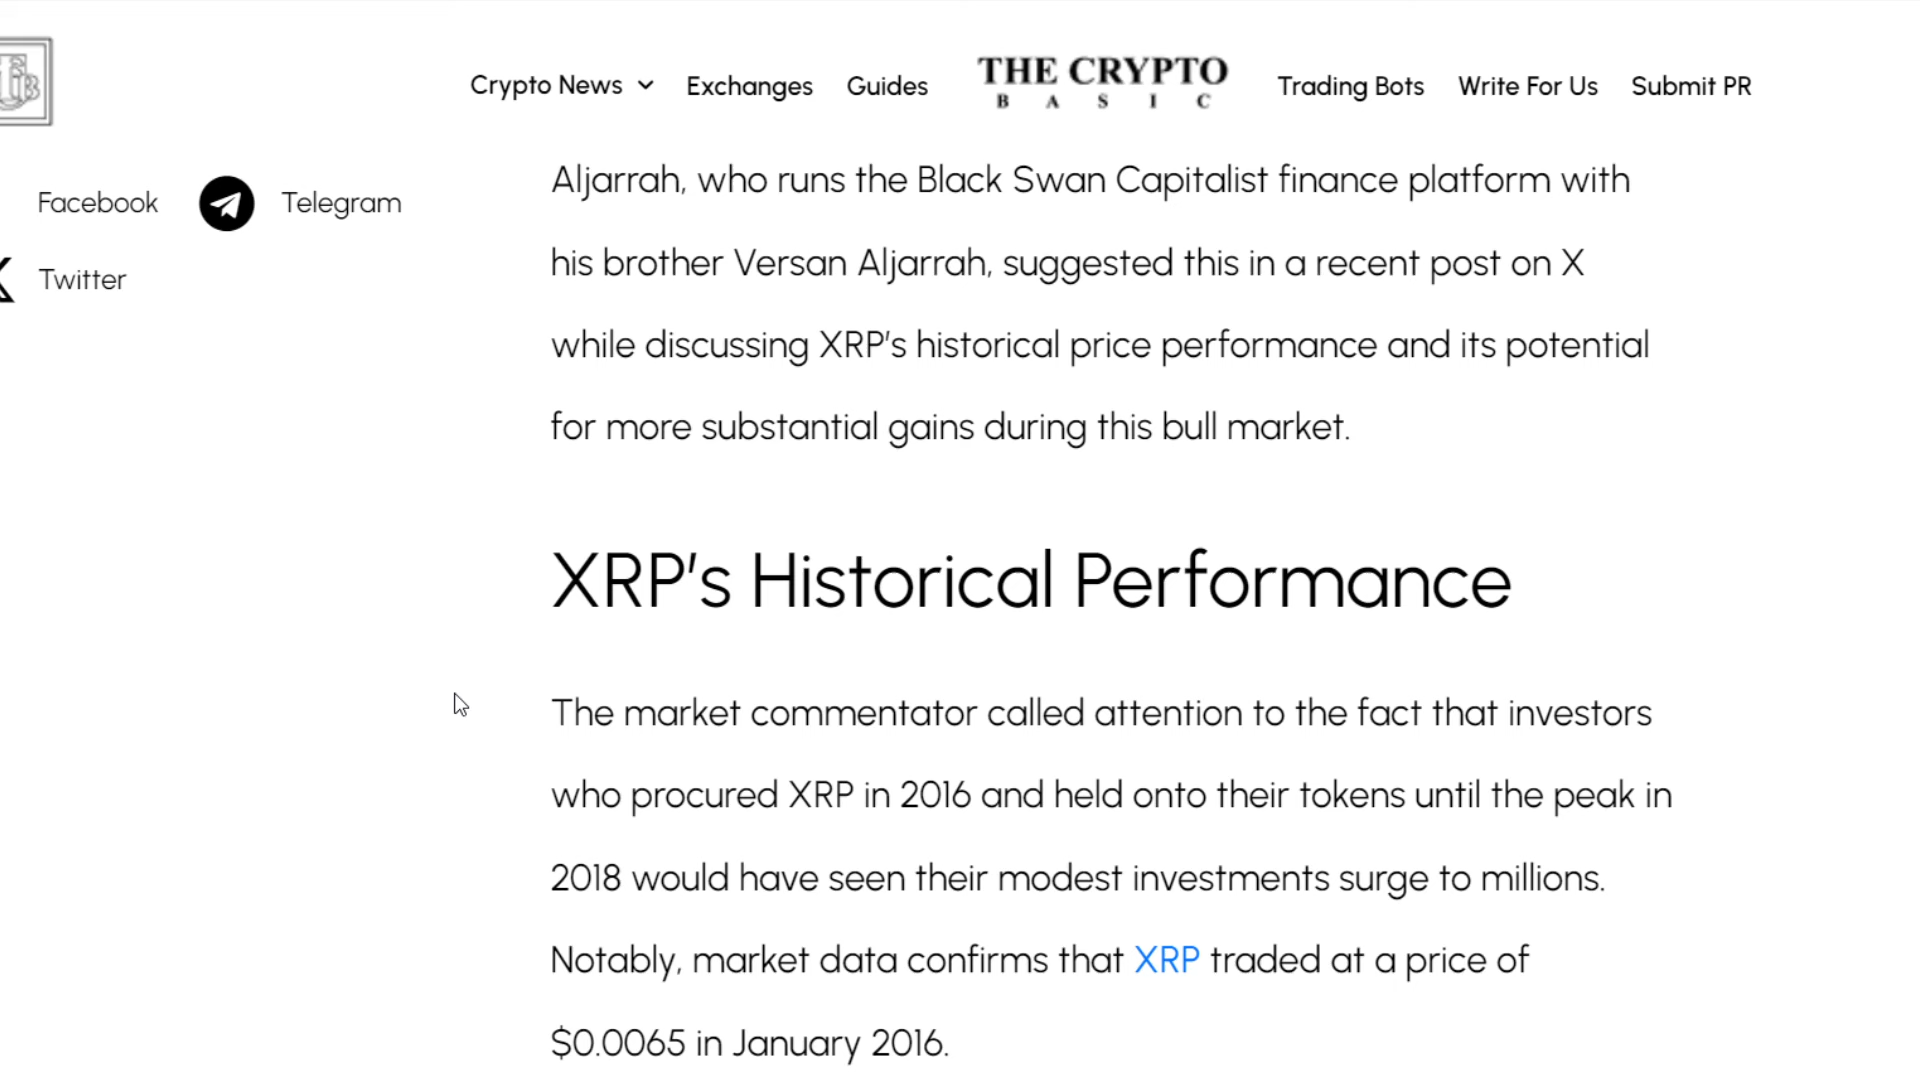 Crypto News Exchanges Guides THE CRYPTO BASIC Trading Bots Write For Us Submit PR
Facebook Telegram
Twitter
Aljarrah, who runs the Black Swan Capitalist finance platform with
his brother Versan Aljarrah, suggested this in a recent post on X
while discussing XRP's historical price performance and its potential
for more substantial gains during this bull market.
XRP's Historical Performance
The market commentator called attention to the fact that investors
who procured XRP in 2016 and held onto their tokens until the peak in
2018 would have seen their modest investments surge to millions.
Notably, market data confirms that XRP traded at a price of
$0.0065 in January 2016.